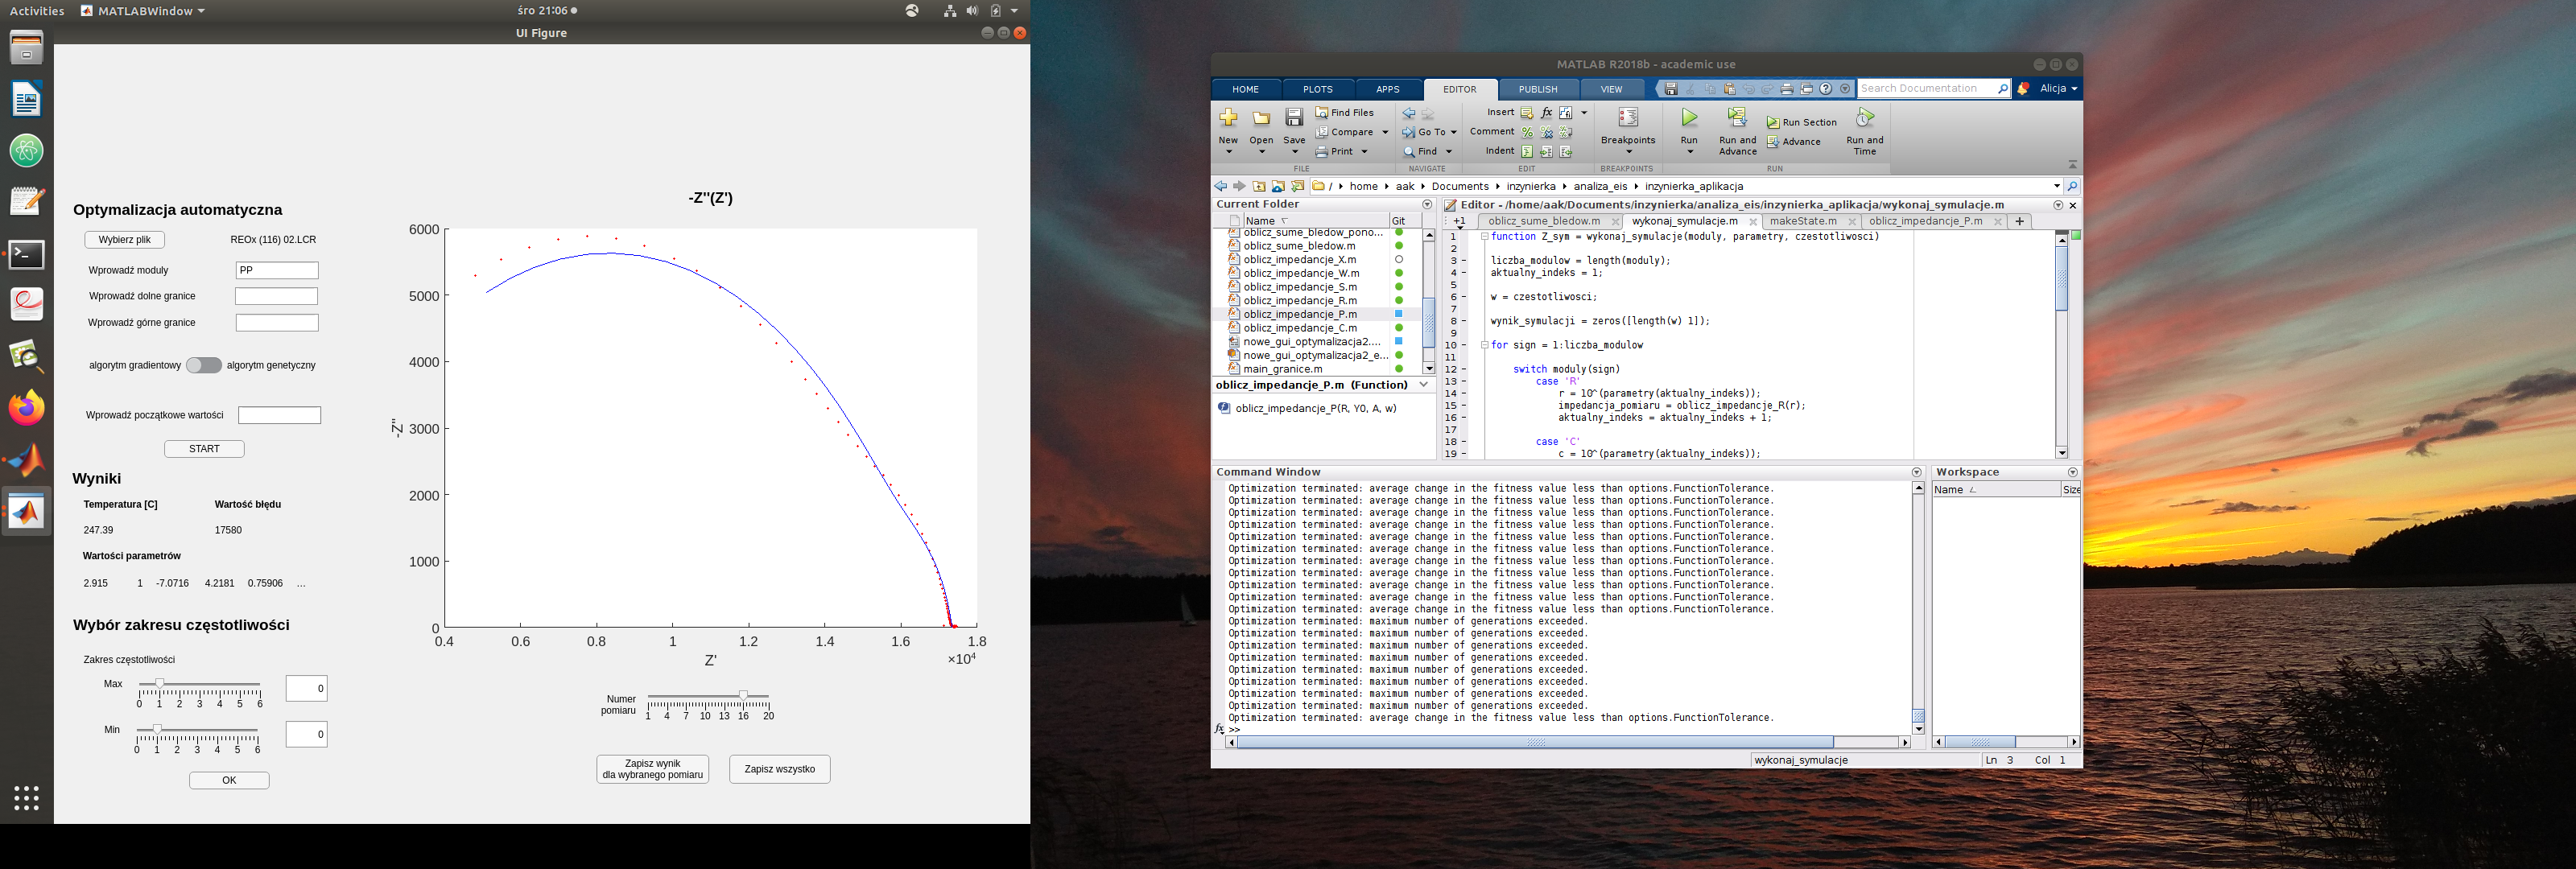 Activities
MATLABWindow
śro 21:06
UI Figure
Optymalizacja automatyczna
Wybierz plik
REOx (116) 02.LCR
Wprowadź moduly
PP
Wprowadź dolne granice
Wprowadź górne granice
algorytm gradientowy
algorytm genetyczny
Wprowadź początkowe wartości
START
Wyniki
Temperatura [C]
Wartość błędu
247.39
17580
Wartości parametrów
2.915 1 -7.0716 4.2181 0.75906 ...
Wybór zakresu częstotliwości
Zakres częstotliwości
Max
0 1 2 3 4 5 6
0
Min
0 1 2 3 4 5 6
0
OK
-Z''(Z')
-Z''
6000
5000
4000
3000
2000
1000
0
0.4 0.6 0.8 1 1.2 1.4 1.6 1.8
Z'
×10⁴
Numer
pomiaru
1 4 7 10 13 16 20
Zapisz wynik
dla wybranego pomiaru
Zapisz wszystko
MATLAB R2018b - academic use
HOME
PLOTS
APPS
EDITOR
PUBLISH
VIEW
Search Documentation
Alicja
New
Open
Save
Find Files
Compare
Print
FILE
Go To
Find
NAVIGATE
Insert
Comment
Indent
EDIT
Breakpoints
BREAKPOINTS
Run
Run and
Advance
Run Section
Advance
Run and
Time
RUN
/ home aak Documents inzynierka analiza_eis inzynierka_aplikacja
Current Folder
Name
Git
oblicz_sume_bledow_pono...
oblicz_sume_bledow.m
oblicz_impedancje_X.m
oblicz_impedancje_W.m
oblicz_impedancje_S.m
oblicz_impedancje_R.m
oblicz_impedancje_P.m
oblicz_impedancje_C.m
nowe_gui_optymalizacja2....
nowe_gui_optymalizacja2_e...
main_granice.m
oblicz_impedancje_P.m (Function)
oblicz_impedancje_P(R, Y0, A, w)
Editor - /home/aak/Documents/inzynierka/analiza_eis/inzynierka_aplikacja/wykonaj_symulacje.m
+1
oblicz_sume_bledow.m
wykonaj_symulacje.m
makeState.m
oblicz_impedancje_P.m
+
1 function Z_sym = wykonaj_symulacje(moduly, parametry, czestotliwosci)
2
3 - liczba_modulow = length(moduly);
4 - aktualny_indeks = 1;
5
6 - w = czestotliwosci;
7
8 - wynik_symulacji = zeros([length(w) 1]);
9
10 - for sign = 1:liczba_modulow
11
12 - switch moduly(sign)
13 - case 'R'
14 - r = 10^(parametry(aktualny_indeks));
15 - impedancja_pomiaru = oblicz_impedancje_R(r);
16 - aktualny_indeks = aktualny_indeks + 1;
17
18 - case 'C'
19 - c = 10^(parametry(aktualny_indeks));
Command Window
Optimization terminated: average change in the fitness value less than options.FunctionTolerance.
Optimization terminated: average change in the fitness value less than options.FunctionTolerance.
Optimization terminated: average change in the fitness value less than options.FunctionTolerance.
Optimization terminated: average change in the fitness value less than options.FunctionTolerance.
Optimization terminated: average change in the fitness value less than options.FunctionTolerance.
Optimization terminated: average change in the fitness value less than options.FunctionTolerance.
Optimization terminated: average change in the fitness value less than options.FunctionTolerance.
Optimization terminated: average change in the fitness value less than options.FunctionTolerance.
Optimization terminated: average change in the fitness value less than options.FunctionTolerance.
Optimization terminated: average change in the fitness value less than options.FunctionTolerance.
Optimization terminated: average change in the fitness value less than options.FunctionTolerance.
Optimization terminated: maximum number of generations exceeded.
Optimization terminated: maximum number of generations exceeded.
Optimization terminated: maximum number of generations exceeded.
Optimization terminated: maximum number of generations exceeded.
Optimization terminated: maximum number of generations exceeded.
Optimization terminated: maximum number of generations exceeded.
Optimization terminated: maximum number of generations exceeded.
Optimization terminated: maximum number of generations exceeded.
Optimization terminated: average change in the fitness value less than options.FunctionTolerance.
fx >>
Workspace
Name
Size
wykonaj_symulacje
Ln 3 Col 1